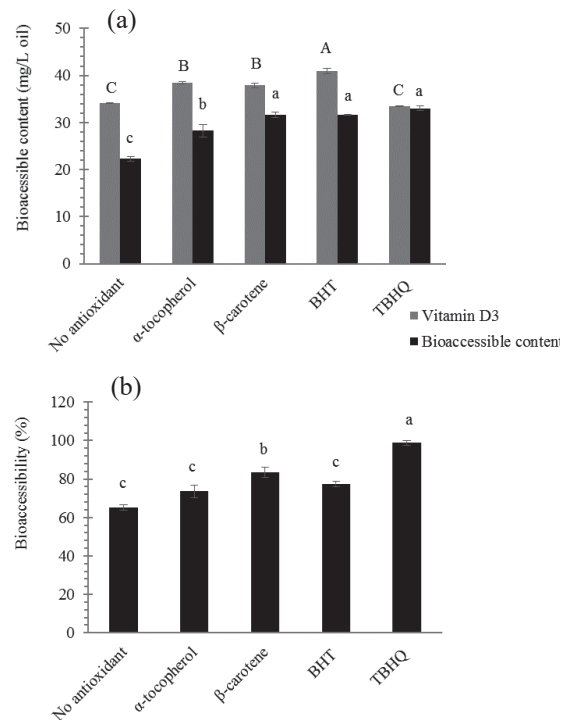 (a)
Bioaccessible content (mg/L oil)
50
40
30
20
10
0
C
c
B
b
B
a
A
a
C
a
No antioxidant
α-tocopherol
β-carotene
BHT
TBHQ
Vitamin D3
Bioaccessible content
(b)
Bioaccessibility (%)
120
100
80
60
40
20
0
c
c
b
c
a
No antioxidant
α-tocopherol
β-carotene
BHT
TBHQ